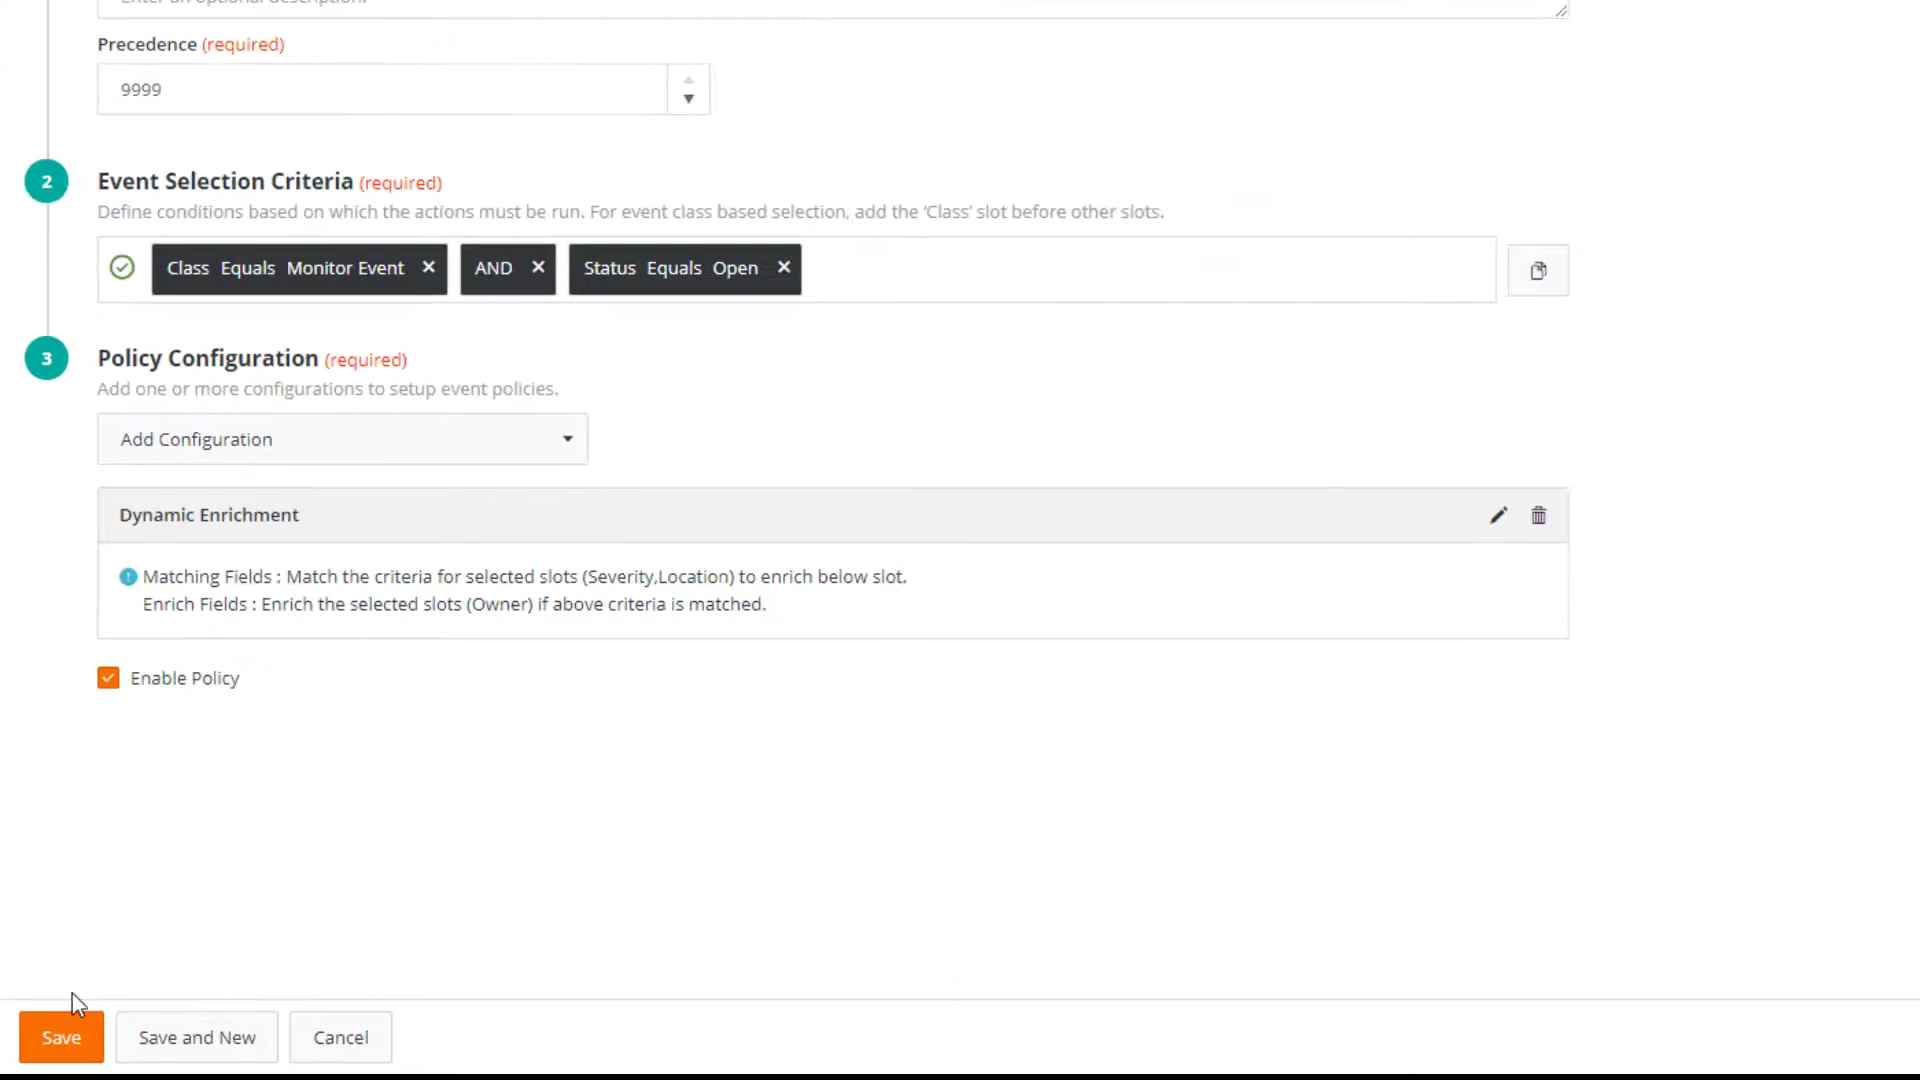 Enter an optional description.
Precedence (required)
9999
2
Event Selection Criteria (required)
Define conditions based on which the actions must be run. For event class based selection, add the ‘Class’ slot before other slots.
Class Equals Monitor Event ✕ AND ✕ Status Equals Open ✕
3
Policy Configuration (required)
Add one or more configurations to setup event policies.
Add Configuration
Dynamic Enrichment
Matching Fields : Match the criteria for selected slots (Severity,Location) to enrich below slot.
Enrich Fields : Enrich the selected slots (Owner) if above criteria is matched.
Enable Policy
Save Save and New Cancel